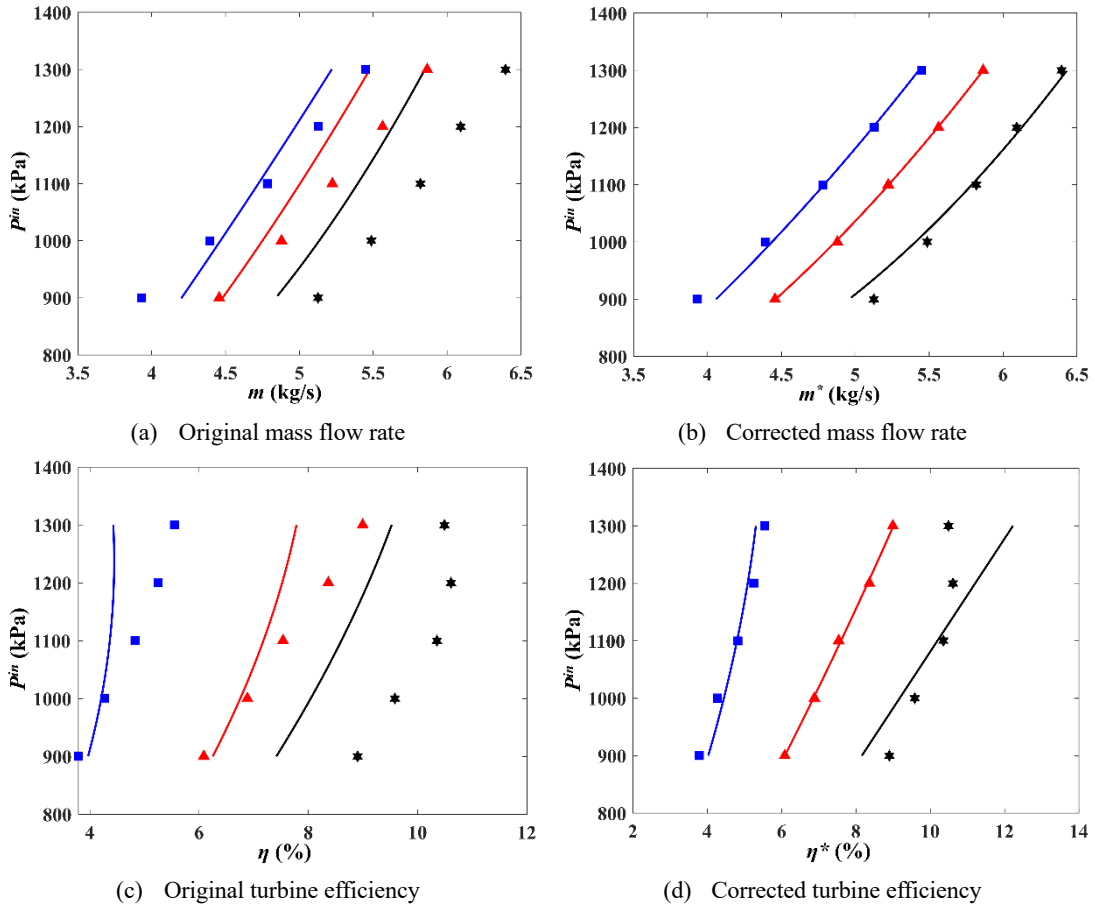 1400
1300
1200
1100
1000
900
800
P^in (kPa)
3.5 4 4.5 5 5.5 6 6.5
m (kg/s)
(a) Original mass flow rate
1400
1300
1200
1100
1000
900
800
P^in (kPa)
3.5 4 4.5 5 5.5 6 6.5
m* (kg/s)
(b) Corrected mass flow rate
1400
1300
1200
1100
1000
900
800
P^in (kPa)
4 6 8 10 12
η (%)
(c) Original turbine efficiency
1400
1300
1200
1100
1000
900
800
P^in (kPa)
2 4 6 8 10 12 14
η* (%)
(d) Corrected turbine efficiency